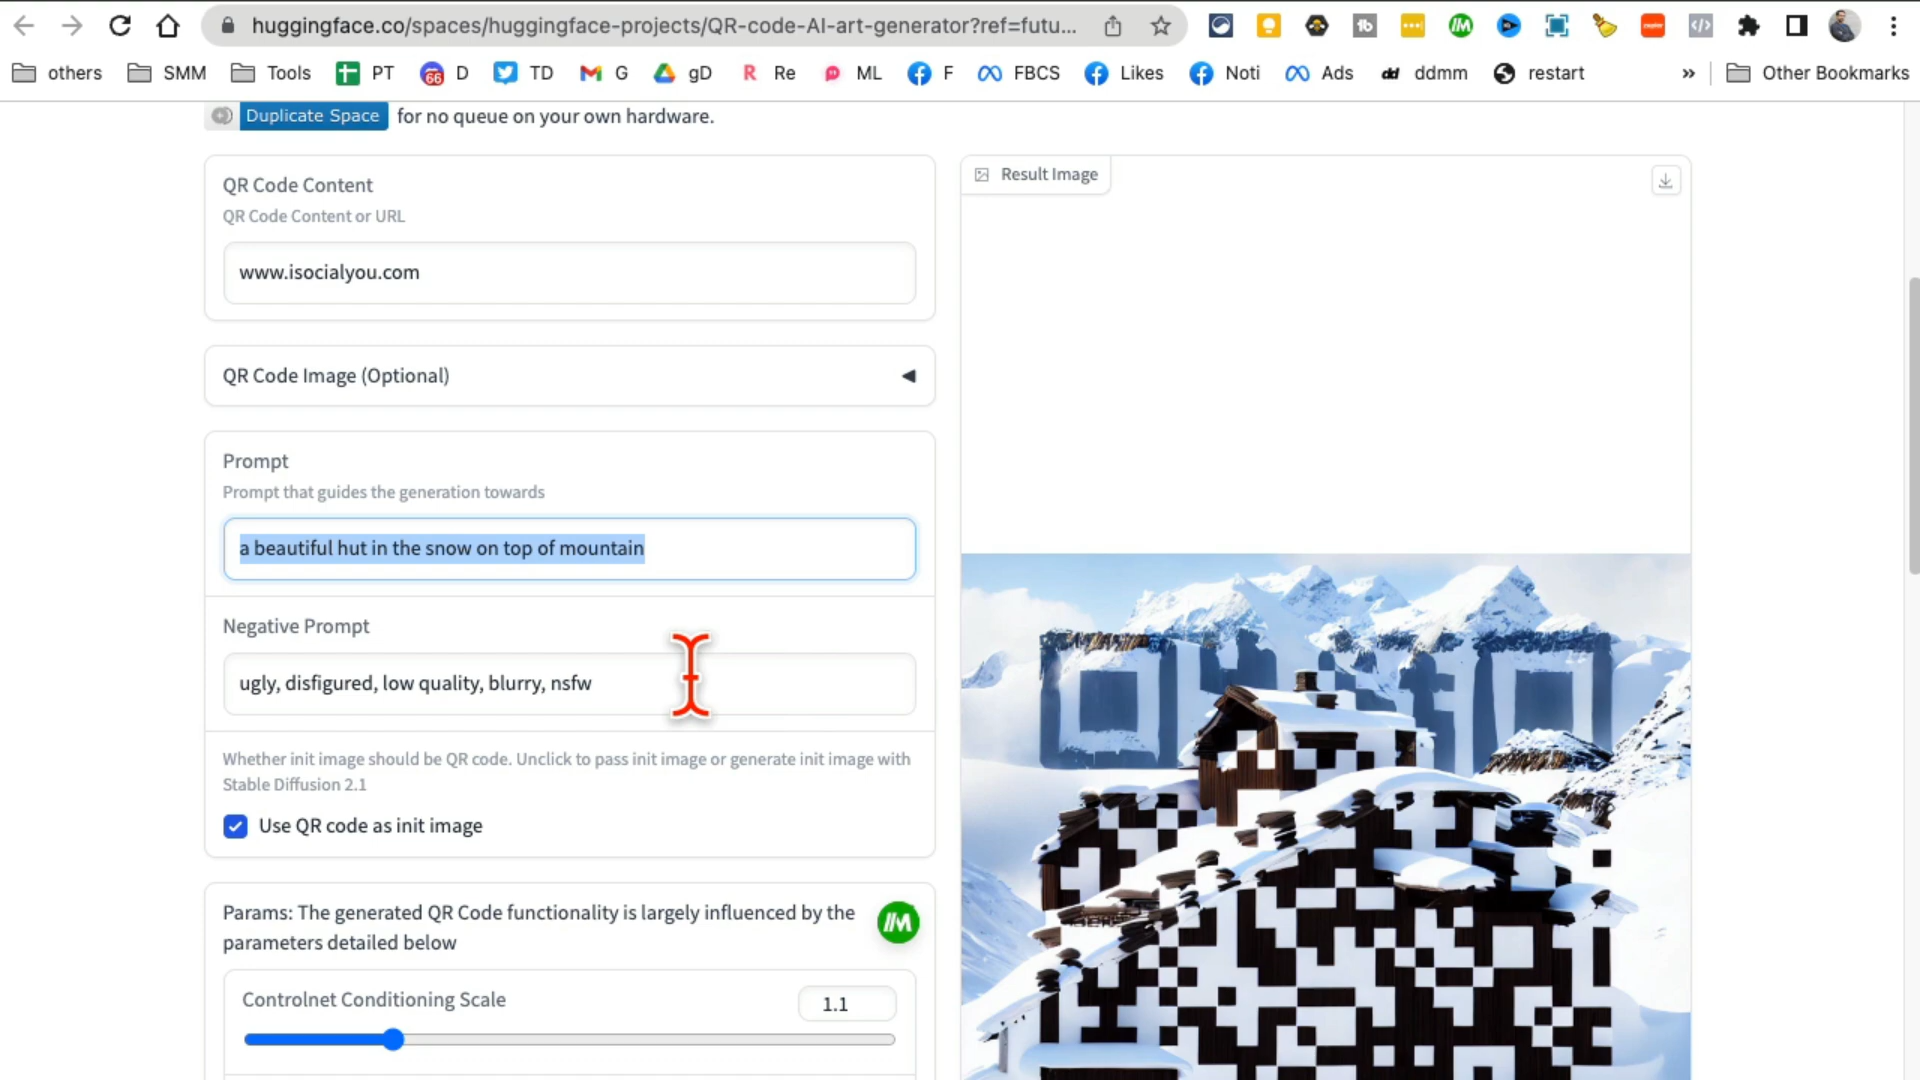 huggingface.co/spaces/huggingface-projects/QR-code-AI-art-generator?ref=futu...
others SMM Tools PT D TD G gD Re ML F FBCS Likes Noti Ads ddmm restart » Other Bookmarks
Duplicate Space for no queue on your own hardware.
QR Code Content
QR Code Content or URL
www.isocialyou.com
QR Code Image (Optional)
Prompt
Prompt that guides the generation towards
a beautiful hut in the snow on top of mountain
Negative Prompt
ugly, disfigured, low quality, blurry, nsfw
Whether init image should be QR code. Unclick to pass init image or generate init image with
Stable Diffusion 2.1
Use QR code as init image
Params: The generated QR Code functionality is largely influenced by the
parameters detailed below
Controlnet Conditioning Scale
1.1
Result Image